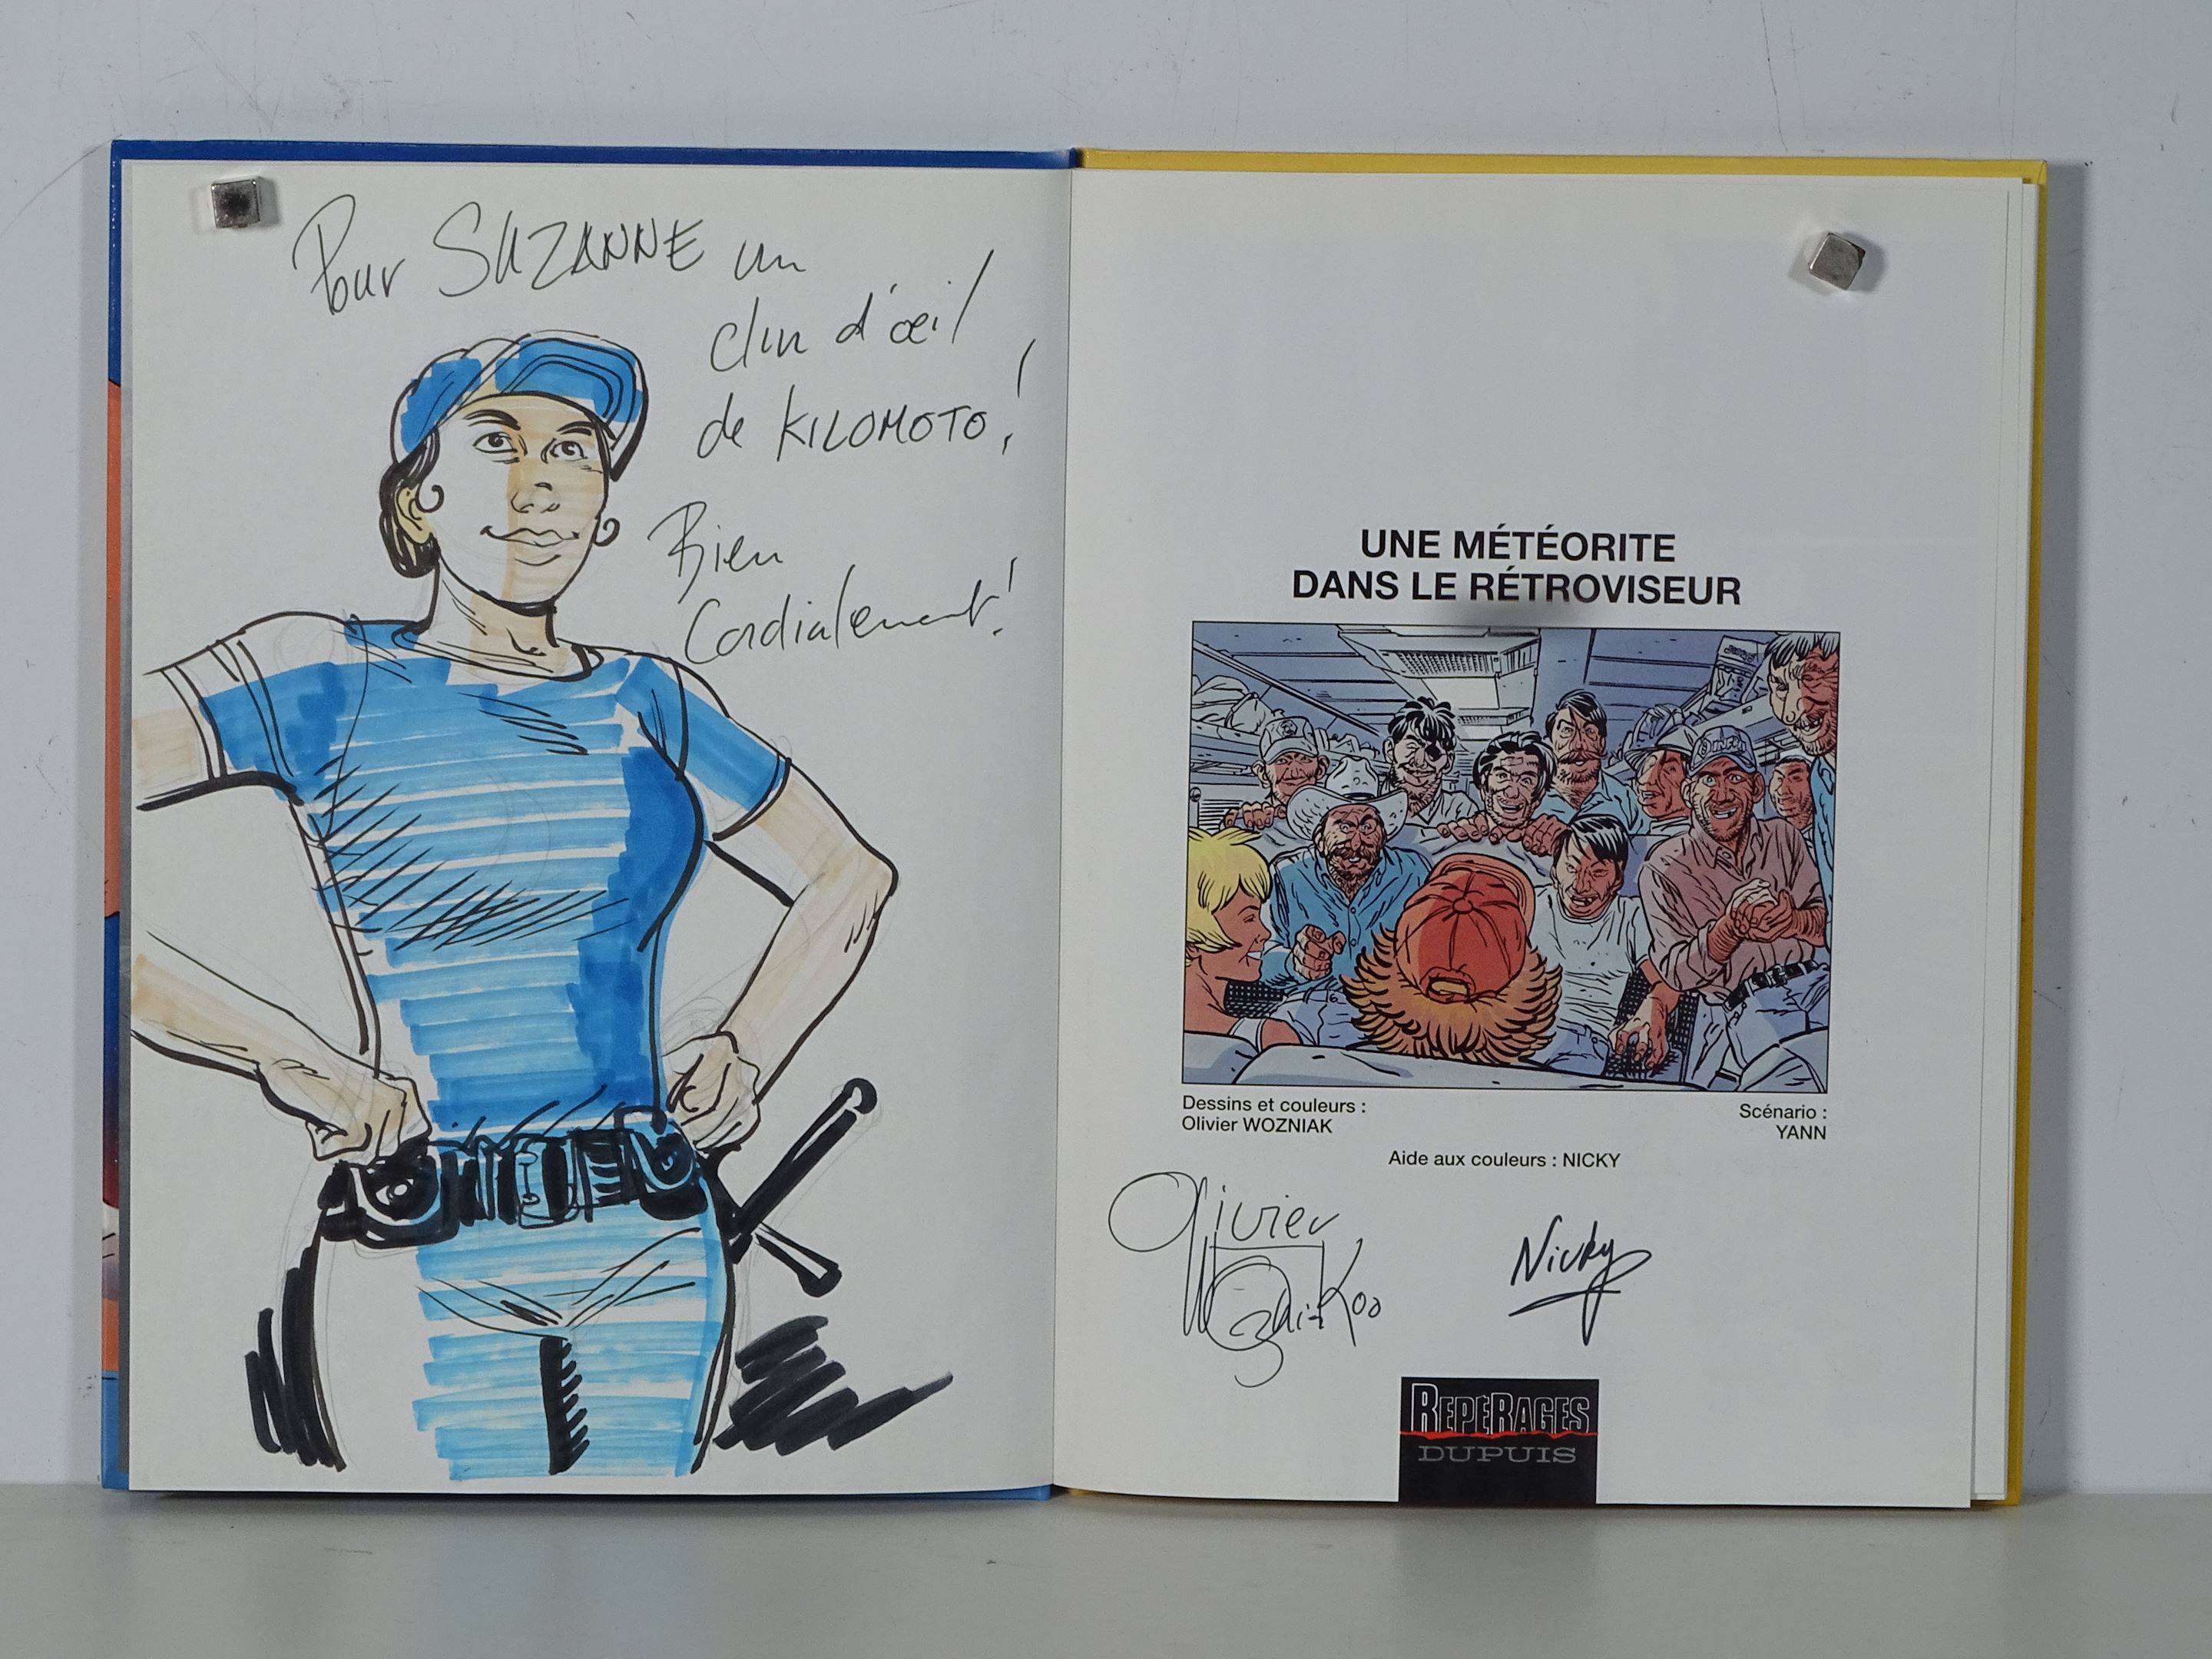 Pour SUZANNE un
clin d'œil
de KILOMOTO !
Bien
Cordialement !
UNE MÉTÉORITE
DANS LE RÉTROVISEUR
Dessins et couleurs :
Olivier WOZNIAK
Scénario :
YANN
Aide aux couleurs : NICKY
Olivier
Nicky
REPÉRAGES
DUPUIS